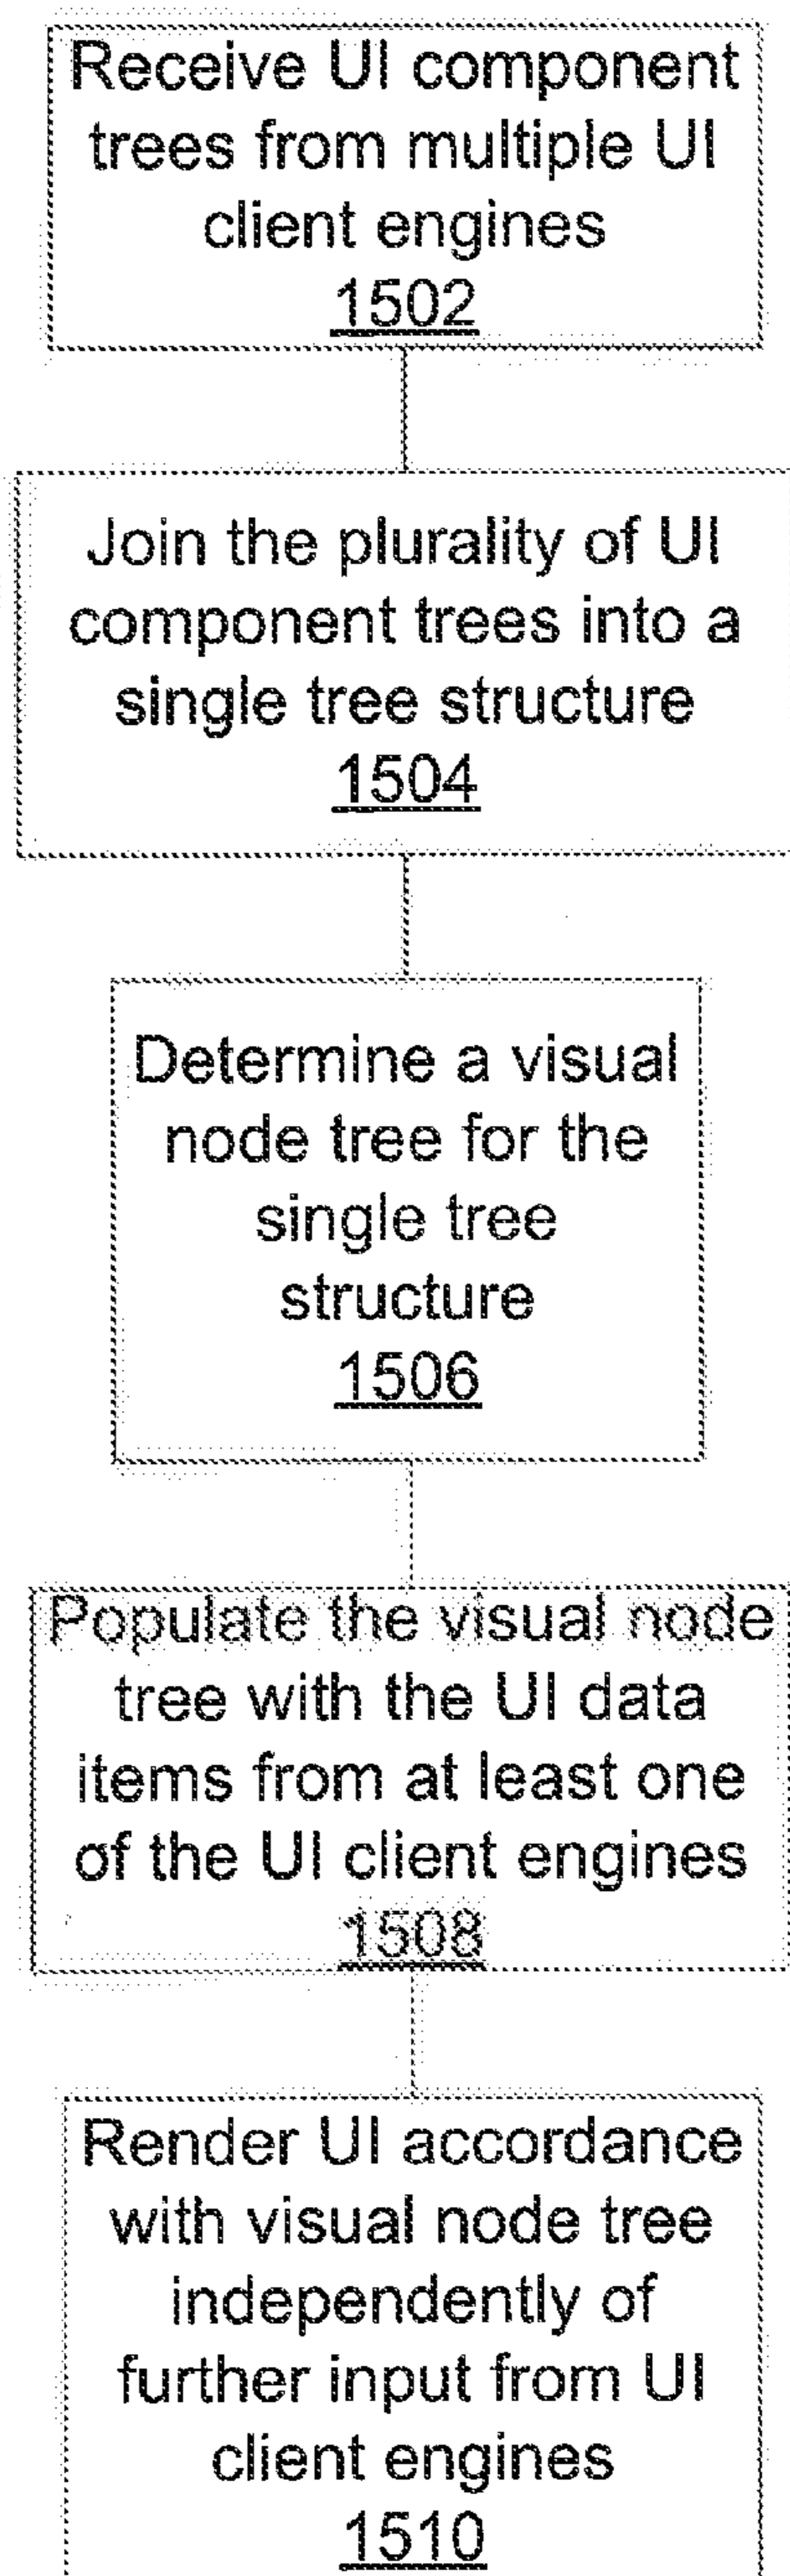 Receive UI component
trees from multiple UI
client engines
1502
Join the plurality of UI
component trees into a
single tree structure
1504
Determine a visual
node tree for the
single tree
structure
1506
Populate the visual node
tree with the UI data
items from at least one
of the UI client engines
1508
Render UI accordance
with visual node tree
independently of
further input from UI
client engines
1510